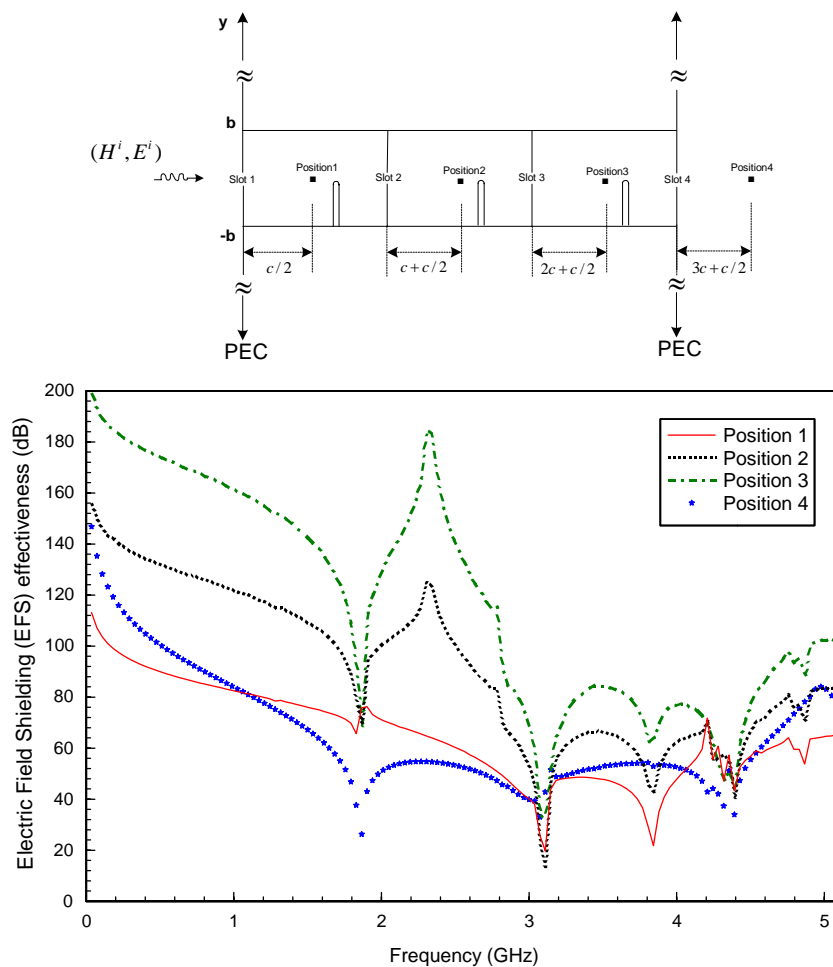 y
≈ ≈
b
(H^i, E^i)
Slot 1 Position1 Slot 2 Position2 Slot 3 Position3 Slot 4 Position4
-b
c/2 c+c/2 2c+c/2 3c+c/2
≈ ≈
PEC PEC
Electric Field Shielding (EFS) effectiveness (dB)
200
180
160
140
120
100
80
60
40
20
0
Position 1
Position 2
Position 3
Position 4
0 1 2 3 4 5
Frequency (GHz)